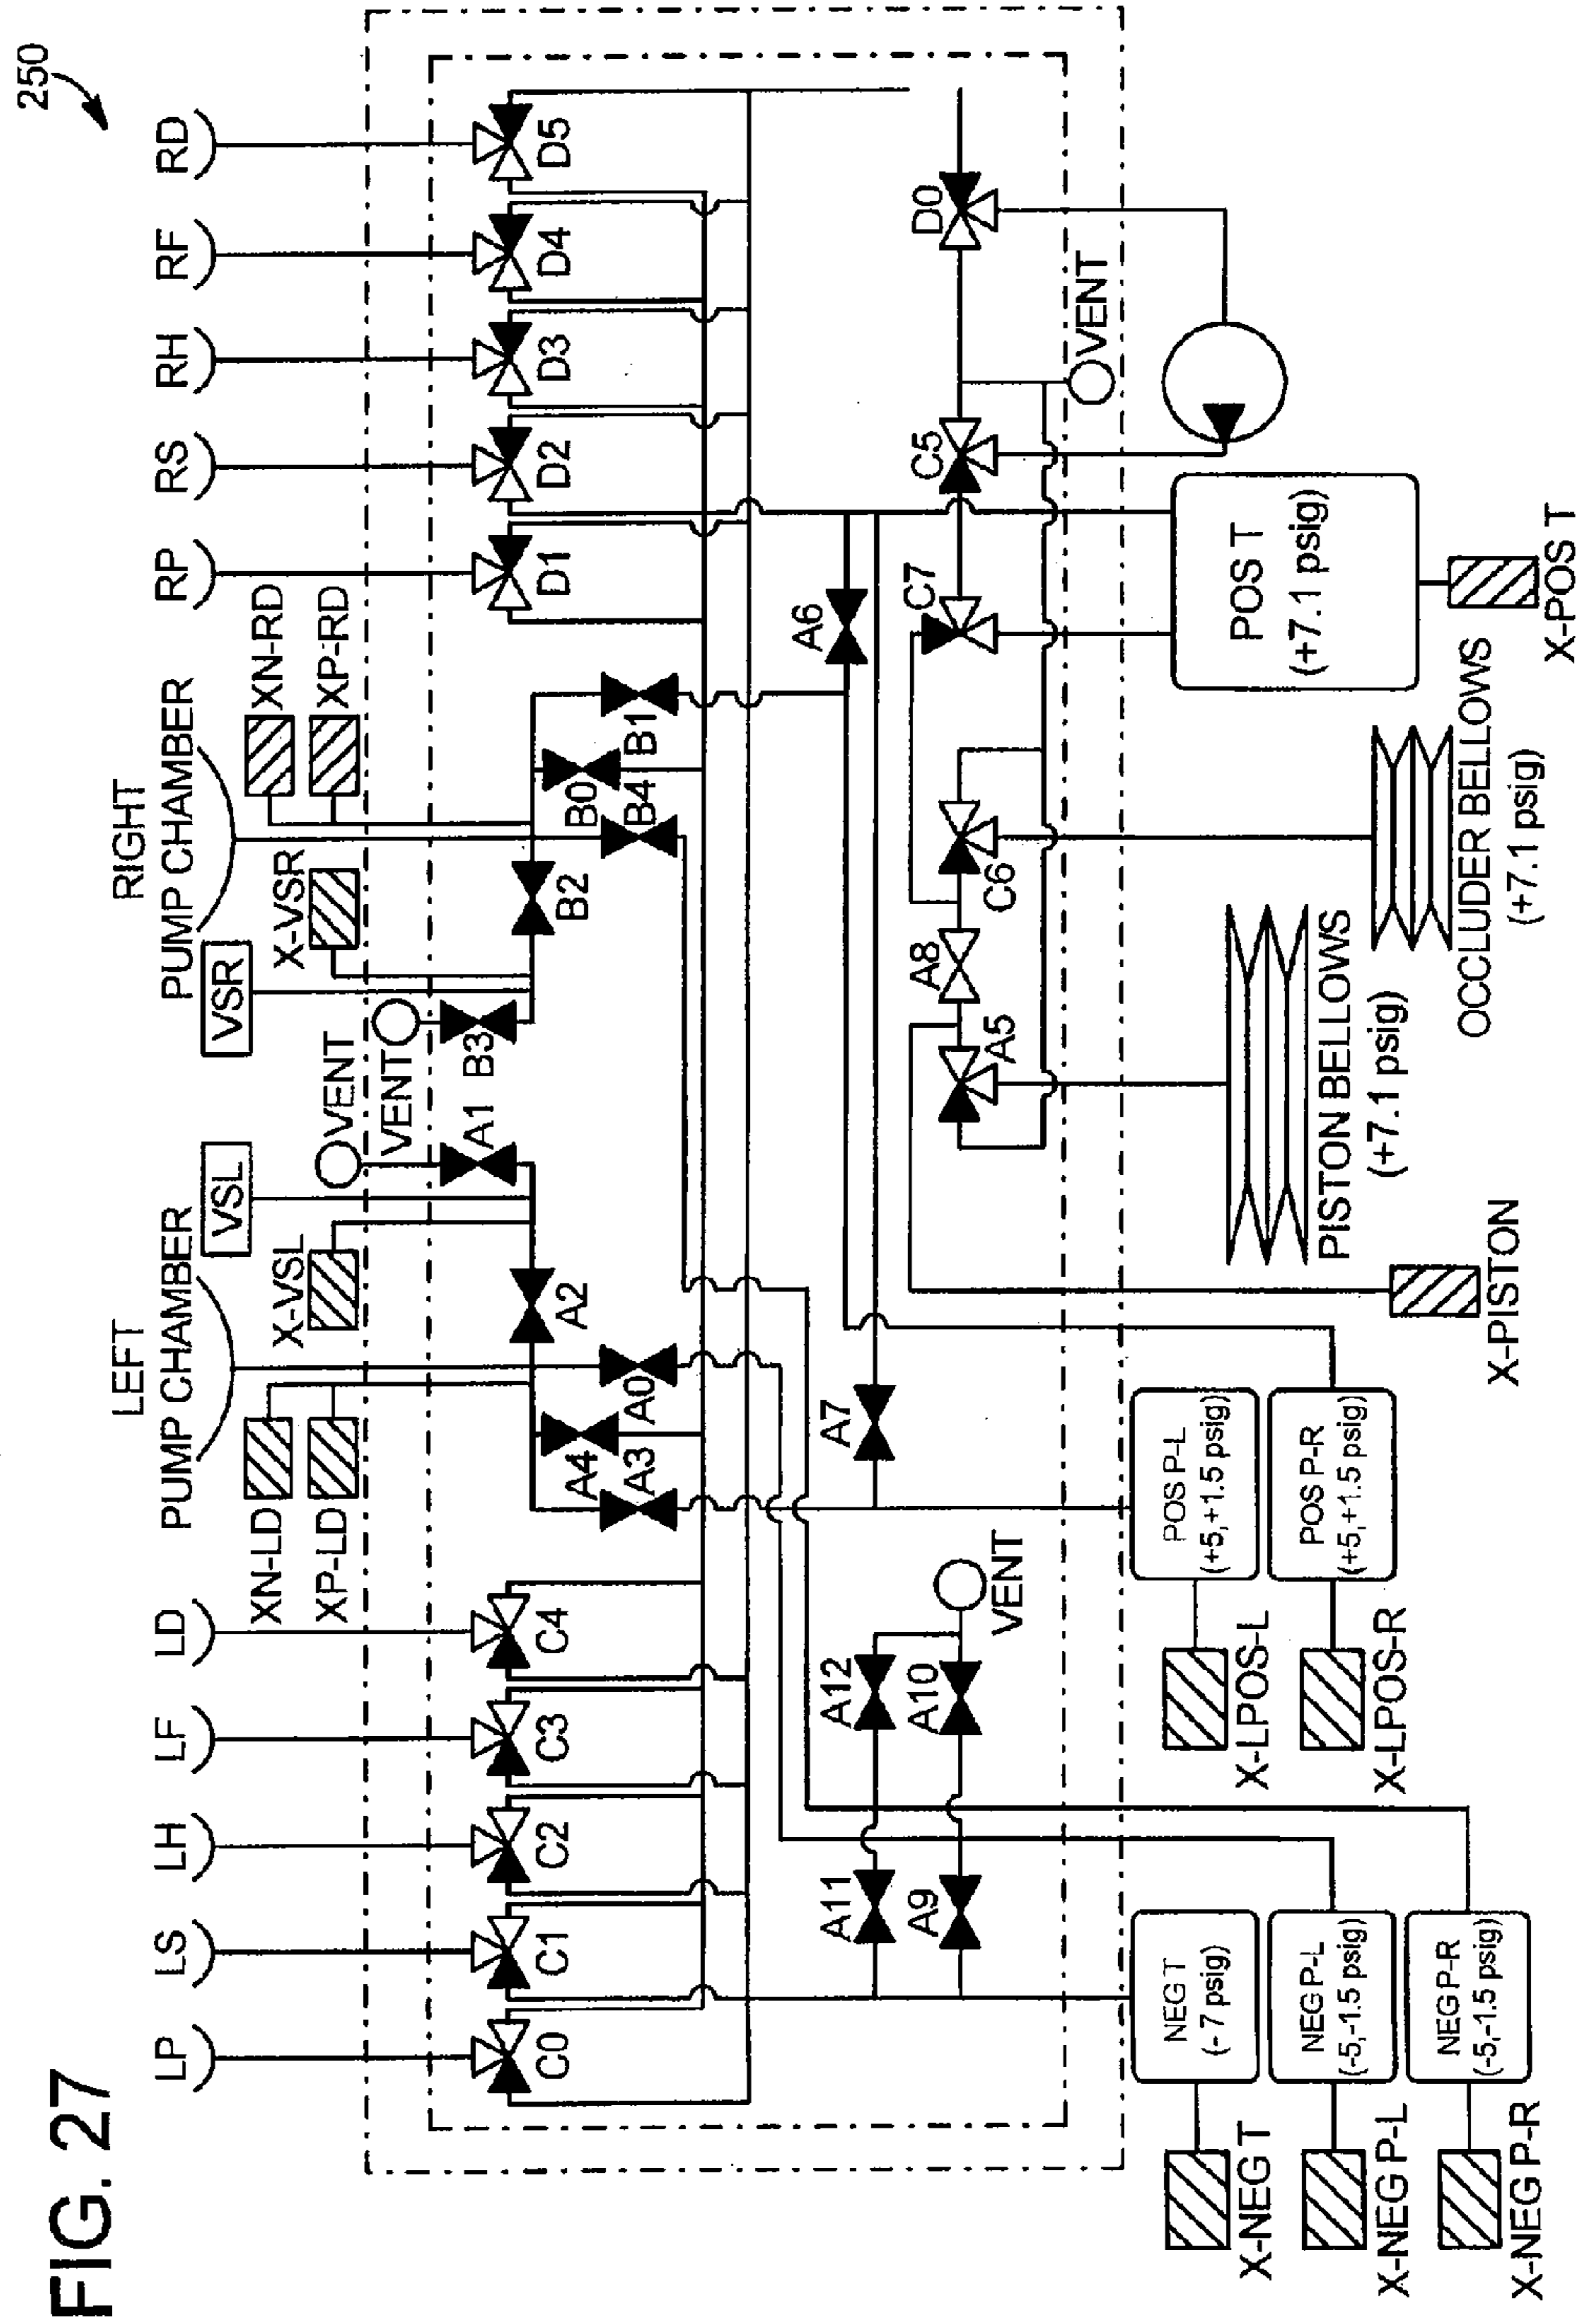 FIG. 27
250
LP
LS
LH
LF
LD
LEFT
PUMP CHAMBER
VSL
VSR
RIGHT
PUMP CHAMBER
RP
RS
RH
RF
RD
XN-LD
XP-LD
X-VSL
VENT
VENT
X-VSR
XN-RD
XP-RD
C0
C1
C2
C3
C4
A4
A3
A0
A2
A1
B3
B2
B0
B4
B1
D1
D2
D3
D4
D5
A11
A12
A9
A10
VENT
A7
A6
A5
A8
C6
C7
C5
D0
VENT
NEG T
(-7 psig)
NEG P-L
(-5,-1.5 psig)
NEG P-R
(-5,-1.5 psig)
X-NEG T
X-NEG P-L
X-NEG P-R
POS P-L
(+5,+1.5 psig)
POS P-R
(+5,+1.5 psig)
X-LPOS-L
X-LPOS-R
X-PISTON
PISTON BELLOWS
(+7.1 psig)
OCCLUDER BELLOWS
(+7.1 psig)
POS T
(+7.1 psig)
X-POS T